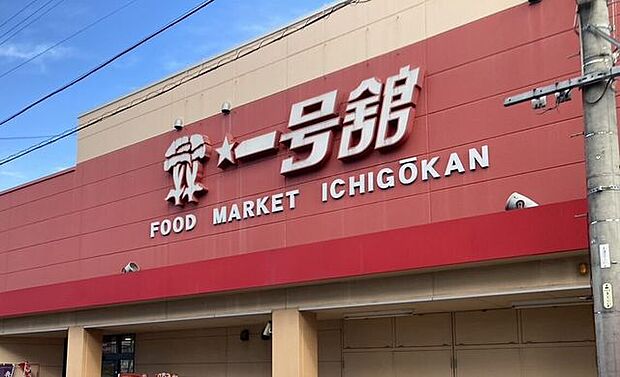 ★一号舘
FOOD MARKET ICHIGŌKAN